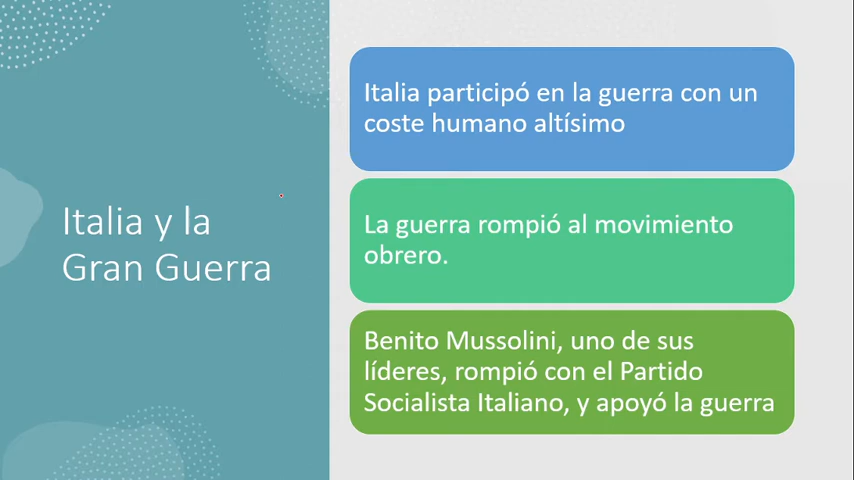 Italia y la
Gran Guerra
Italia participó en la guerra con un
coste humano altísimo
La guerra rompió al movimiento
obrero.
Benito Mussolini, uno de sus
líderes, rompió con el Partido
Socialista Italiano, y apoyó la guerra